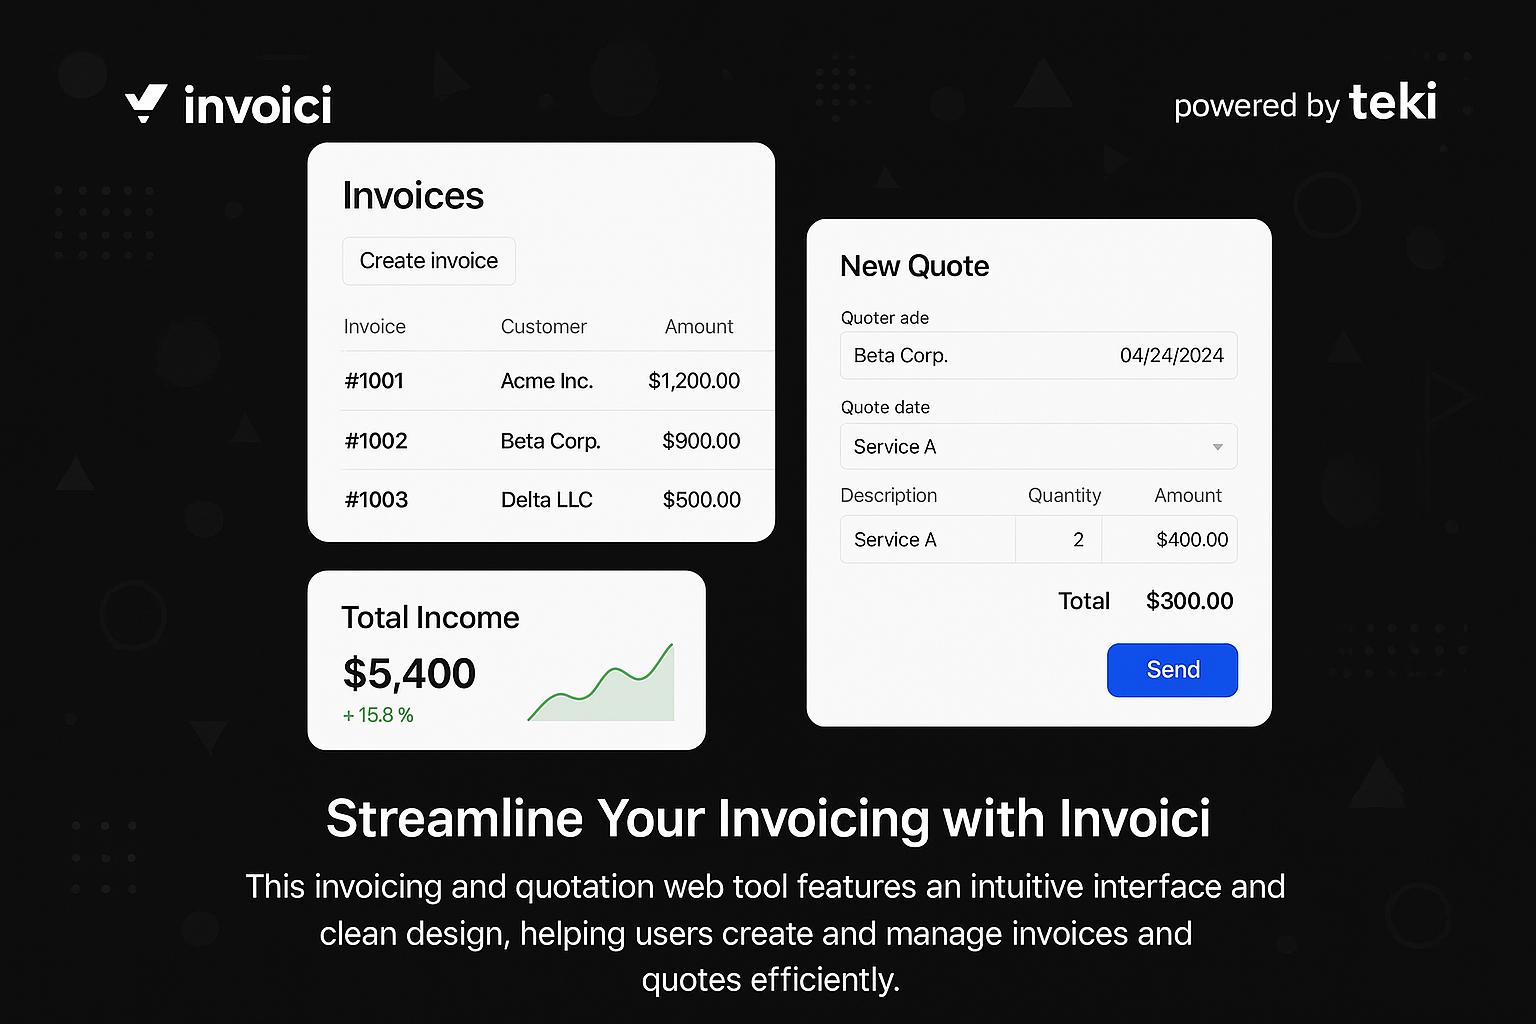 invoici
powered by teki
Invoices
Create invoice
Invoice Customer Amount
#1001 Acme Inc. $1,200.00
#1002 Beta Corp. $900.00
#1003 Delta LLC $500.00
Total Income
$5,400
+ 15.8 %
New Quote
Quoter ade
Beta Corp. 04/24/2024
Quote date
Service A
Description Quantity Amount
Service A 2 $400.00
Total $300.00
Send
Streamline Your Invoicing with Invoici
This invoicing and quotation web tool features an intuitive interface and
clean design, helping users create and manage invoices and
quotes efficiently.